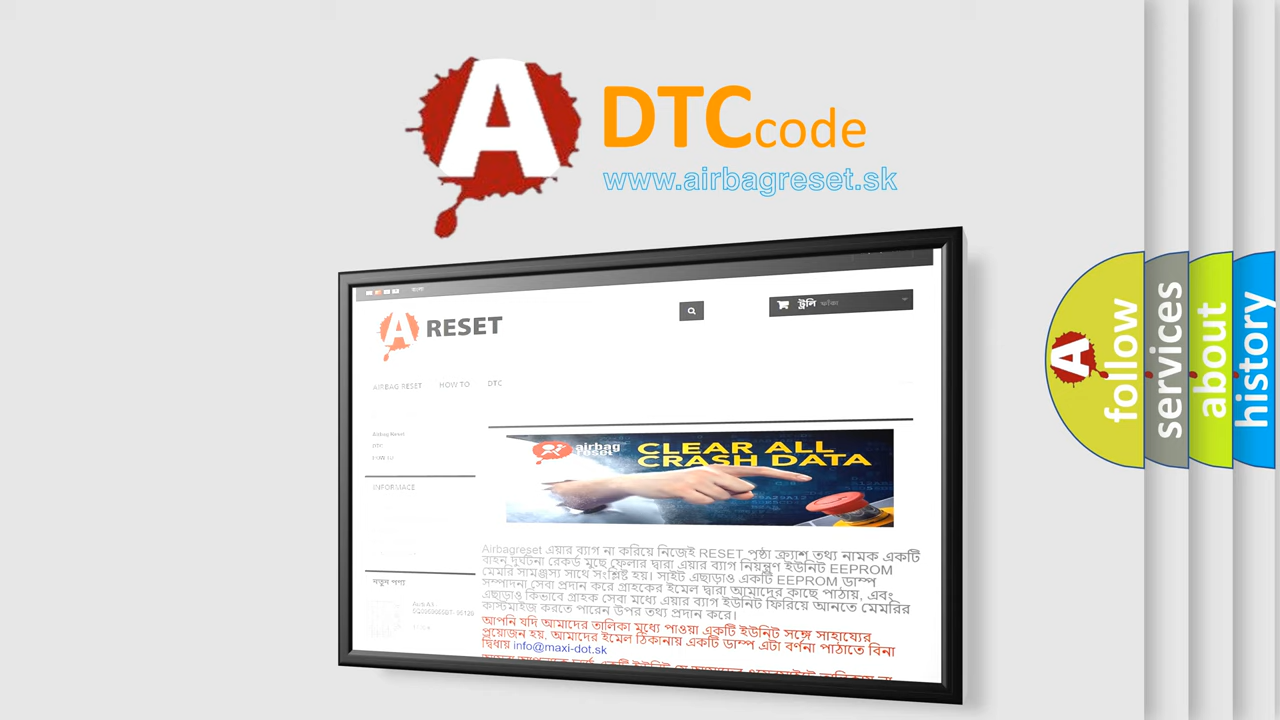 A DTC code
www.airbagreset.sk
বাংলা
ট্রলি
A RESET
AIRBAG RESET HOW TO DTC
Airbag Reset
DTC
HOW TO
airbag reset
CLEAR ALL
CRASH DATA
INFORMACE
Airbagreset এয়ার ব্যাগ না করিয়ে নিজেই RESET পৃষ্ঠা ক্র্যাশ তথ্য নামক একটি
বাহন দুর্ঘটনা রেকর্ড মুছে ফেলার দ্বারা এয়ার ব্যাগ নিয়ন্ত্রণ ইউনিট EEPROM
মেমরি সামঞ্জস্য সাথে সংশ্লিষ্ট হয়। সাইট এছাড়াও একটি EEPROM ডাম্প
সম্পাদনা সেবা প্রদান করে গ্রাহকের ইমেল দ্বারা আমাদের কাছে পাঠায়, এবং
এছাড়াও কিভাবে গ্রাহক সেবা মধ্যে এয়ার ব্যাগ ইউনিট ফিরিয়ে আনতে মেমরির
কাস্টমাইজ করতে পারেন উপর তথ্য প্রদান করে।
নতুন পণ্য
আপনি যদি আমাদের তালিকা মধ্যে পাওয়া একটি ইউনিট সঙ্গে সাহায্যের
প্রয়োজন হয়, আমাদের ইমেল ঠিকানায় একটি ডাম্প এটা বর্ণনা পাঠাতে বিনা
দ্বিধায় info@maxi-dot.sk
A follow
services
about
history